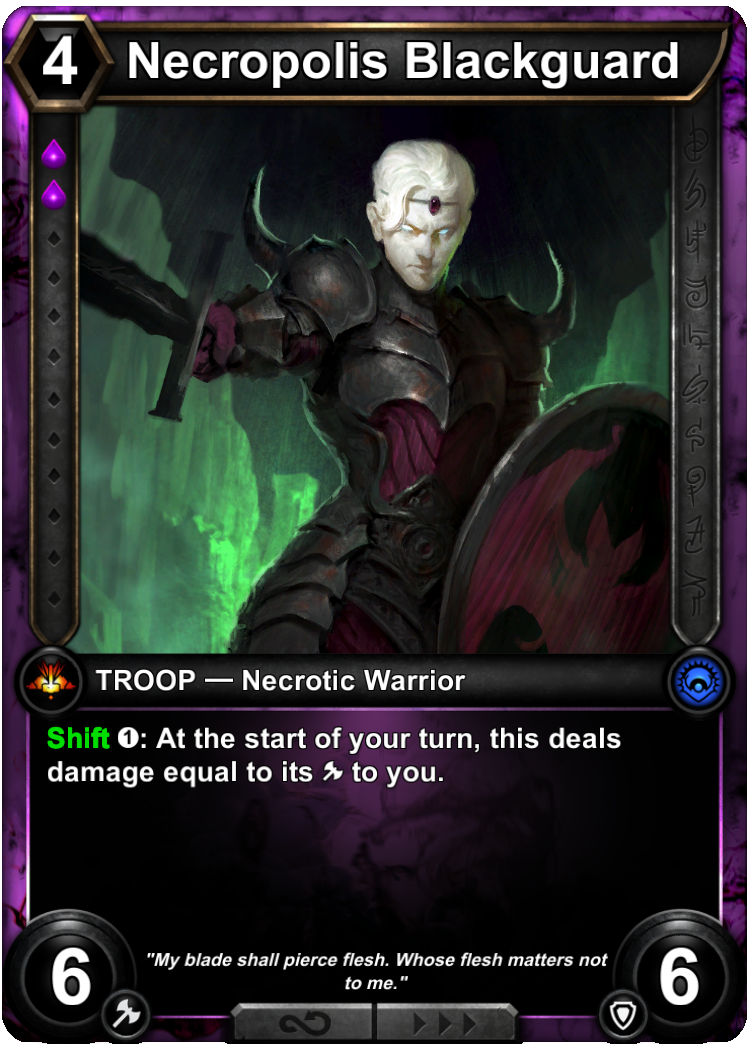 4 Necropolis Blackguard
TROOP — Necrotic Warrior
Shift ❶: At the start of your turn, this deals
damage equal to its to you.
"My blade shall pierce flesh. Whose flesh matters not
to me."
6 6